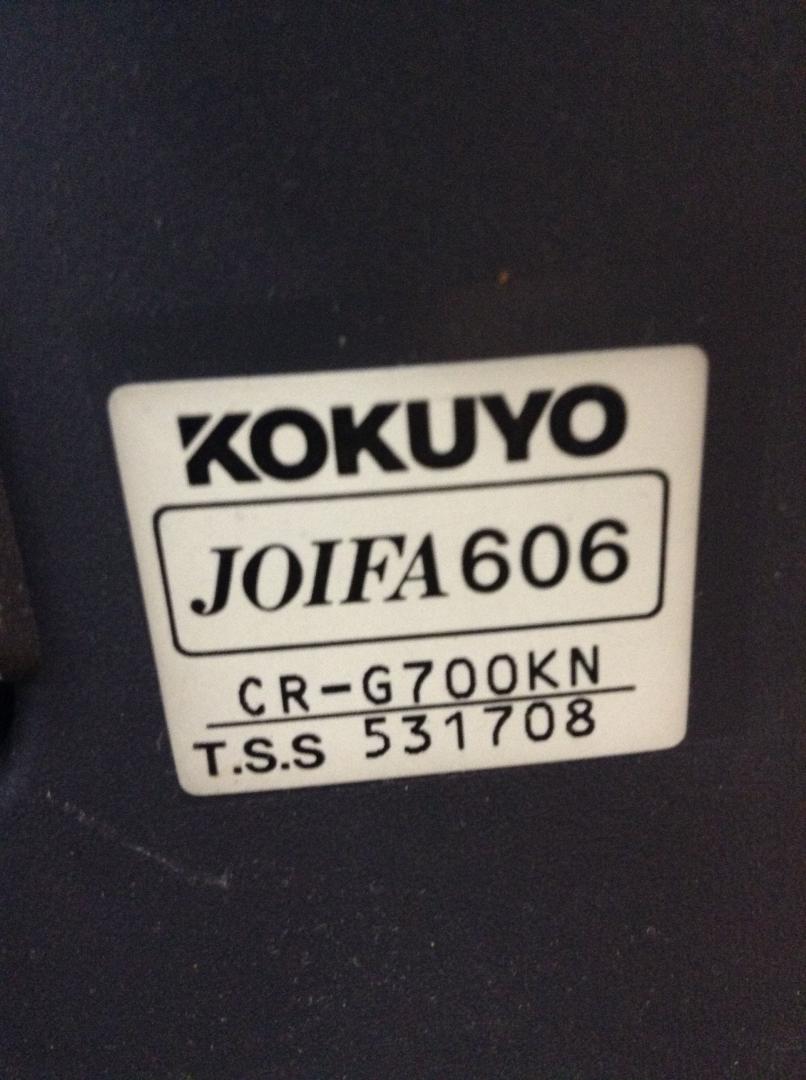 KOKUYO
JOIFA 606
CR-G700KN
T.S.S 531708